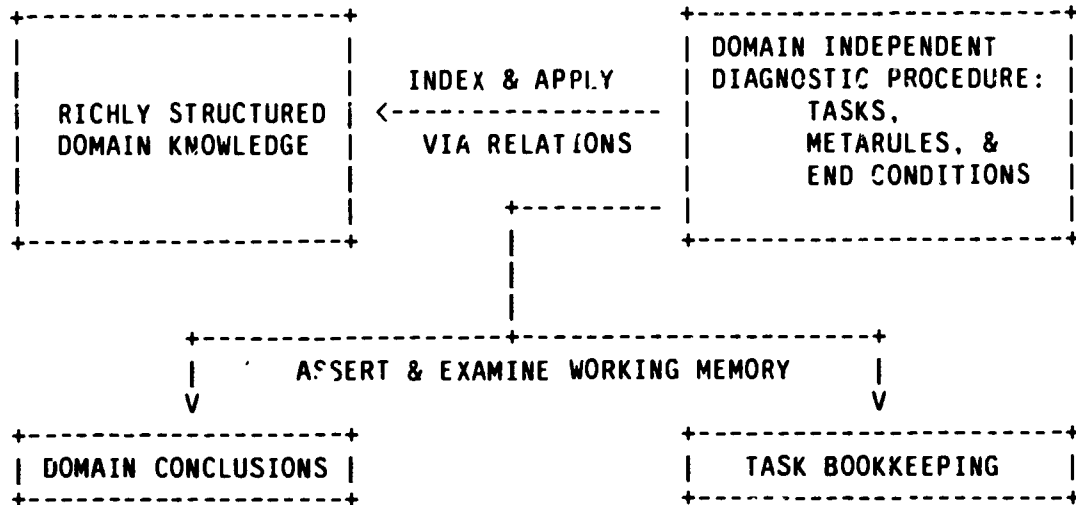 DOMAIN INDEPENDENT
DIAGNOSTIC PROCEDURE:
TASKS,
METARULES, &
END CONDITIONS
INDEX & APPLY
VIA RELATIONS
RICHLY STRUCTURED
DOMAIN KNOWLEDGE
ASSERT & EXAMINE WORKING MEMORY
DOMAIN CONCLUSIONS
TASK BOOKKEEPING